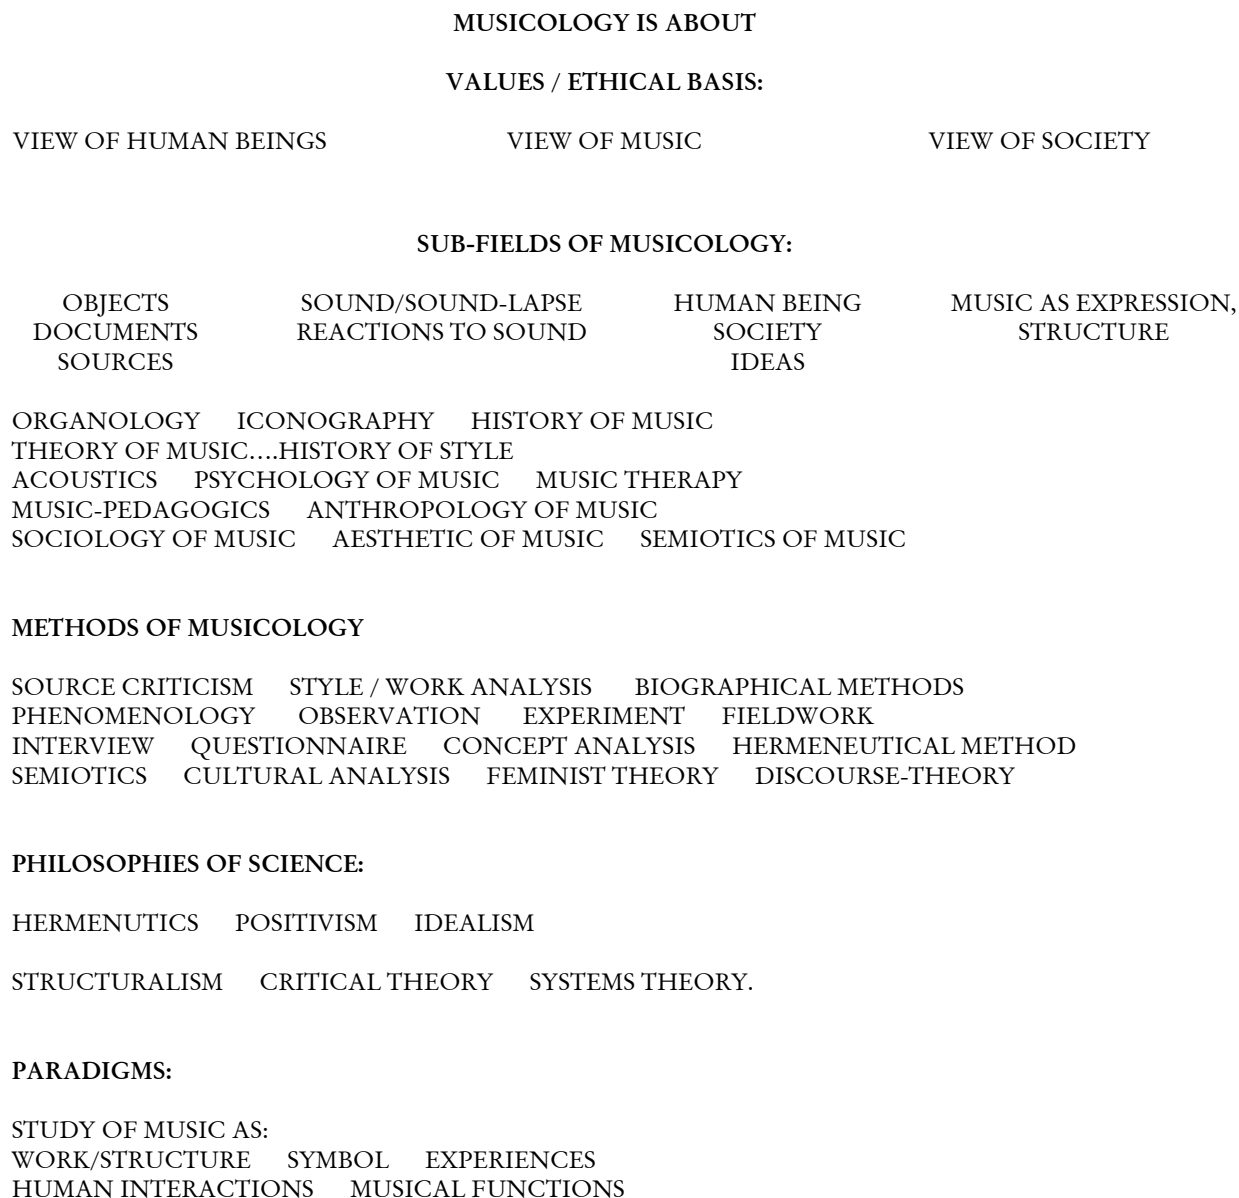 MUSICOLOGY IS ABOUT
VALUES / ETHICAL BASIS:
VIEW OF HUMAN BEINGS VIEW OF MUSIC VIEW OF SOCIETY
SUB-FIELDS OF MUSICOLOGY:
OBJECTS SOUND/SOUND-LAPSE HUMAN BEING MUSIC AS EXPRESSION,
DOCUMENTS REACTIONS TO SOUND SOCIETY STRUCTURE
SOURCES IDEAS
ORGANOLOGY ICONOGRAPHY HISTORY OF MUSIC
THEORY OF MUSIC....HISTORY OF STYLE
ACOUSTICS PSYCHOLOGY OF MUSIC MUSIC THERAPY
MUSIC-PEDAGOGICS ANTHROPOLOGY OF MUSIC
SOCIOLOGY OF MUSIC AESTHETIC OF MUSIC SEMIOTICS OF MUSIC
METHODS OF MUSICOLOGY
SOURCE CRITICISM STYLE / WORK ANALYSIS BIOGRAPHICAL METHODS
PHENOMENOLOGY OBSERVATION EXPERIMENT FIELDWORK
INTERVIEW QUESTIONNAIRE CONCEPT ANALYSIS HERMENEUTICAL METHOD
SEMIOTICS CULTURAL ANALYSIS FEMINIST THEORY DISCOURSE-THEORY
PHILOSOPHIES OF SCIENCE:
HERMENUTICS POSITIVISM IDEALISM
STRUCTURALISM CRITICAL THEORY SYSTEMS THEORY.
PARADIGMS:
STUDY OF MUSIC AS:
WORK/STRUCTURE SYMBOL EXPERIENCES
HUMAN INTERACTIONS MUSICAL FUNCTIONS